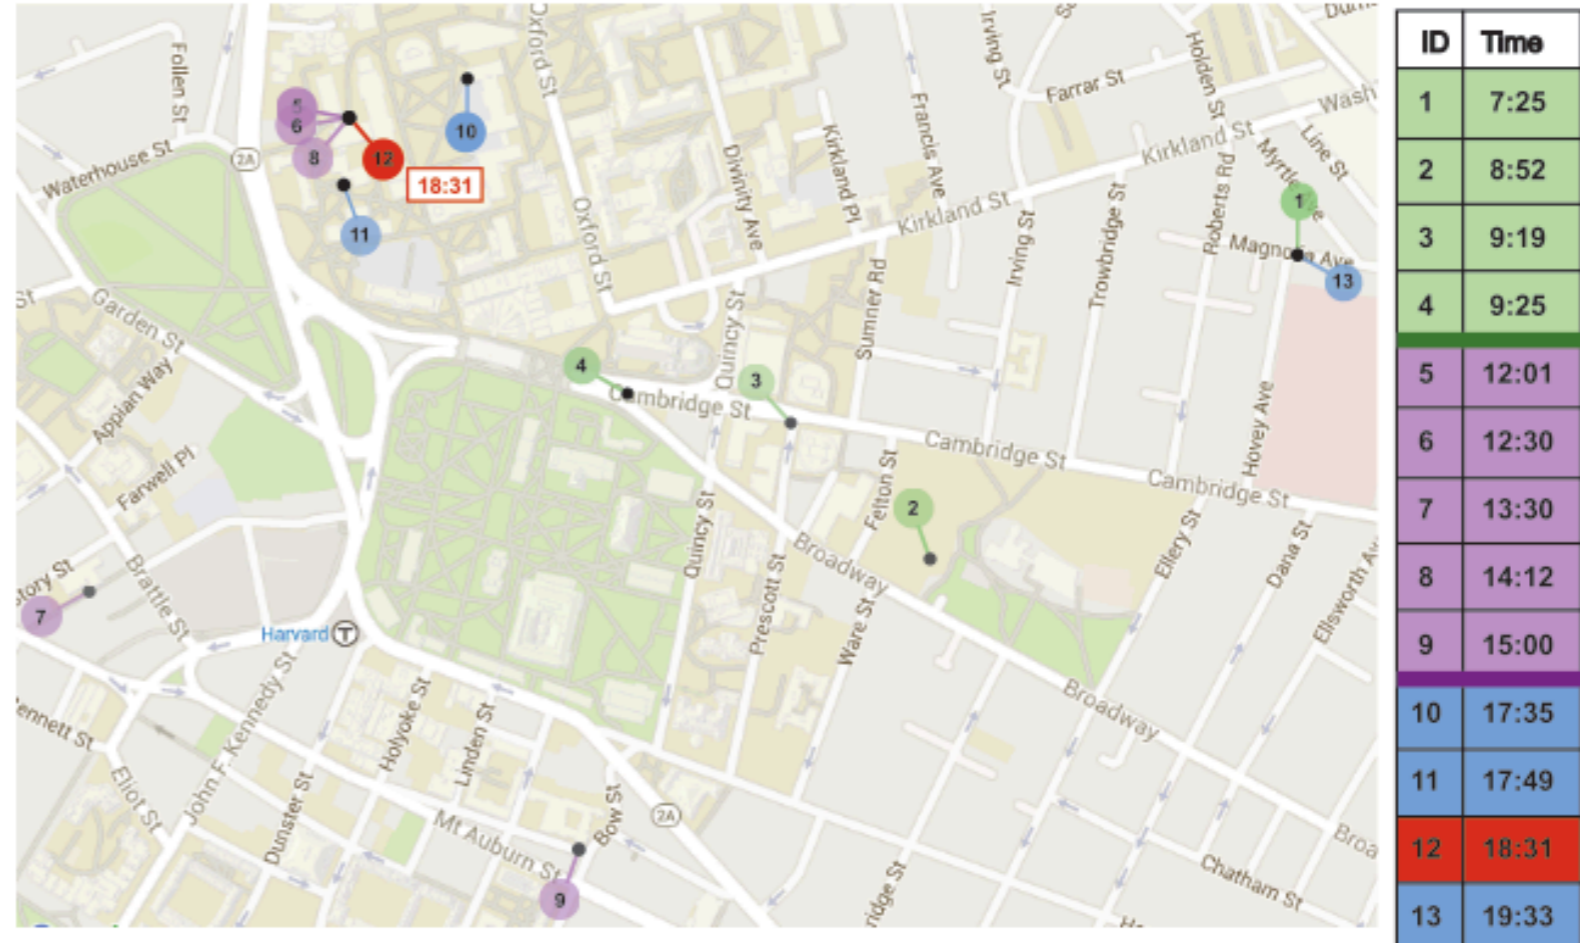 Follen St
Waterhouse St
2A
Oxford St
Irving St
Farrar St
Holden St
Wash
Kirkland St
Line St
Francis Ave
Kirkland Pl
Divinity Ave
Oxford St
Kirkland St
Roberts Rd
Magnolia Ave
Trowbridge St
Irving St
Sumner Rd
Quincy St
Garden St
Appian Way
Farwell Pl
Cambridge St
Cambridge St
Cambridge St
Hovey Ave
Felton St
Quincy St
Broadway
Prescott St
Ware St
Ellery St
Dana St
Ellsworth Av
Story St
Brattle St
Harvard T
John F. Kennedy St
Holyoke St
Linden St
Dunster St
Eliot St
ennett St
Mt Auburn St
Bow St
2A
Broadway
Broa
Chatham St
ridge St
5
6
8
12
18:31
10
11
1
13
4
3
2
7
9
ID Time
1 7:25
2 8:52
3 9:19
4 9:25
5 12:01
6 12:30
7 13:30
8 14:12
9 15:00
10 17:35
11 17:49
12 18:31
13 19:33